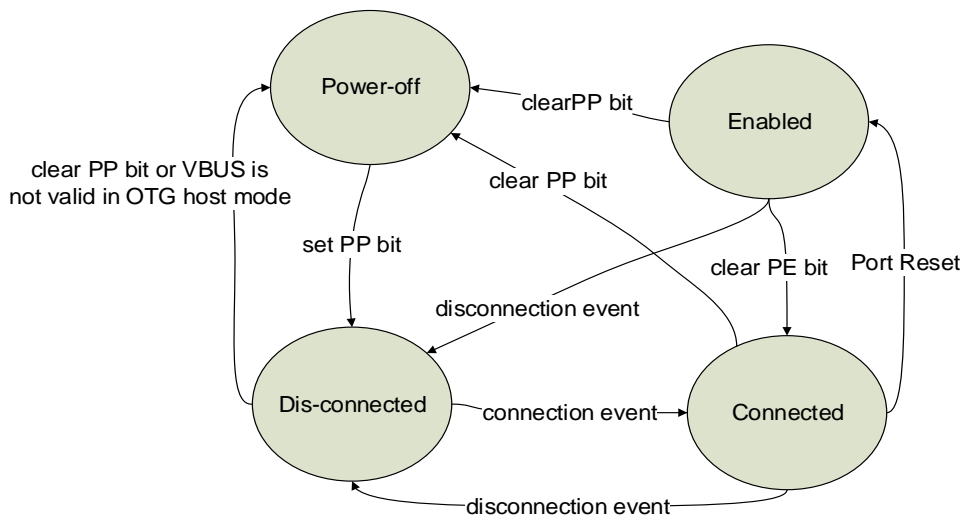 Power-off
clearPP bit
Enabled
clear PP bit or VBUS is
not valid in OTG host mode
clear PP bit
set PP bit
clear PE bit
Port Reset
disconnection event
Dis-connected
connection event
Connected
disconnection event